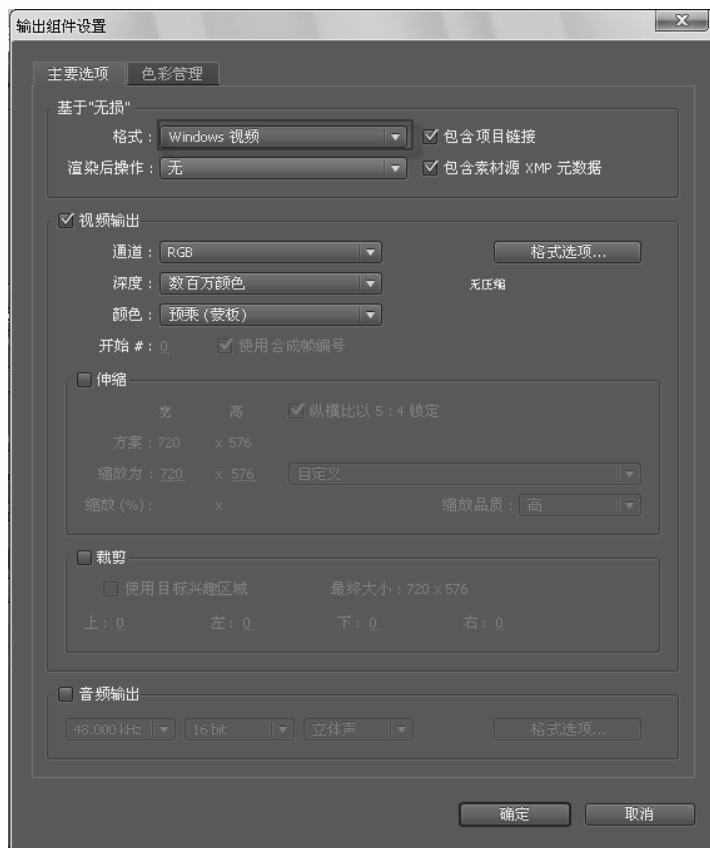 输出组件设置
主要选项 色彩管理
基于"无损"
格式： Windows 视频 包含项目链接
渲染后操作： 无 包含素材源 XMP 元数据
视频输出
通道： RGB 格式选项...
深度： 数百万颜色 无压缩
颜色： 预乘(蒙板)
开始 #： 0 使用合成帧编号
伸缩
宽 高 纵横比以 5：4 锁定
方案：720 x 576
缩放为：720 x 576 自定义
缩放 (%)： x 缩放品质： 高
裁剪
使用目标兴趣区域 最终大小：720 x 576
上：0 左：0 下：0 右：0
音频输出
48.000 kHz 16 bit 立体声 格式选项...
确定 取消